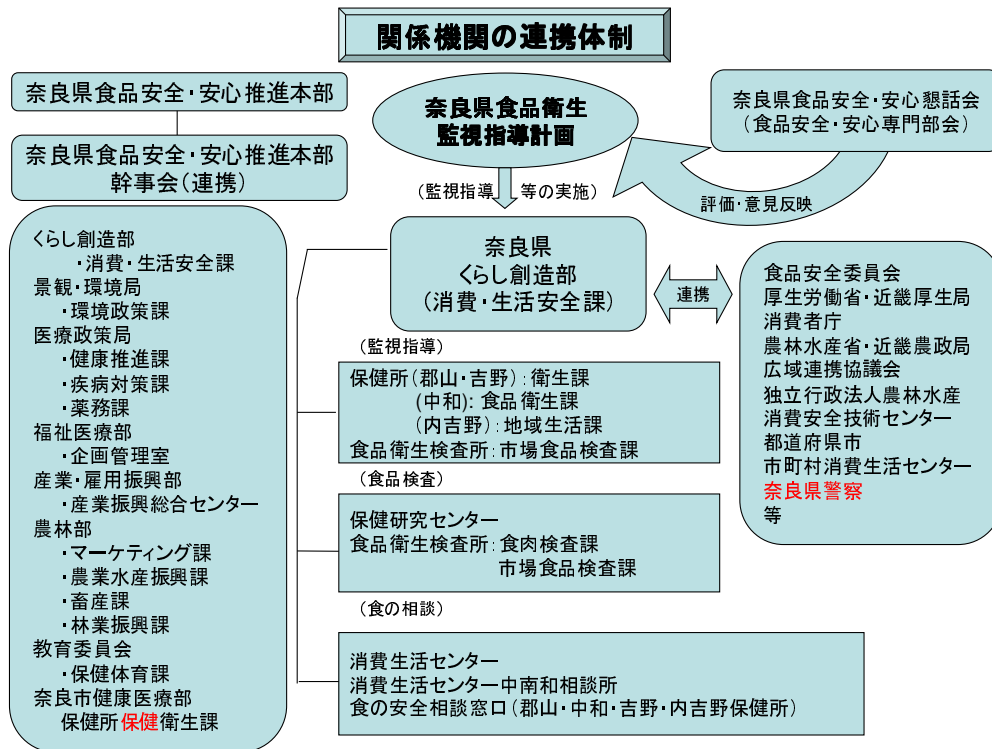 関係機関の連携体制
奈良県食品安全・安心推進本部
奈良県食品安全・安心推進本部
幹事会(連携)
奈良県食品衛生
監視指導計画
奈良県食品安全・安心懇話会
(食品安全・安心専門部会)
(監視指導 等の実施)
評価・意見反映
くらし創造部
・消費・生活安全課
景観・環境局
・環境政策課
医療政策局
・健康推進課
・疾病対策課
・薬務課
福祉医療部
・企画管理室
産業・雇用振興部
・産業振興総合センター
農林部
・マーケティング課
・農業水産振興課
・畜産課
・林業振興課
教育委員会
・保健体育課
奈良市健康医療部
保健所保健衛生課
奈良県
くらし創造部
(消費・生活安全課)
連携
食品安全委員会
厚生労働省・近畿厚生局
消費者庁
農林水産省・近畿農政局
広域連携協議会
独立行政法人農林水産
消費安全技術センター
都道府県市
市町村消費生活センター
奈良県警察
等
(監視指導)
保健所(郡山・吉野):衛生課
(中和):食品衛生課
(内吉野):地域生活課
食品衛生検査所:市場食品検査課
(食品検査)
保健研究センター
食品衛生検査所:食肉検査課
市場食品検査課
(食の相談)
消費生活センター
消費生活センター中南和相談所
食の安全相談窓口(郡山・中和・吉野・内吉野保健所)